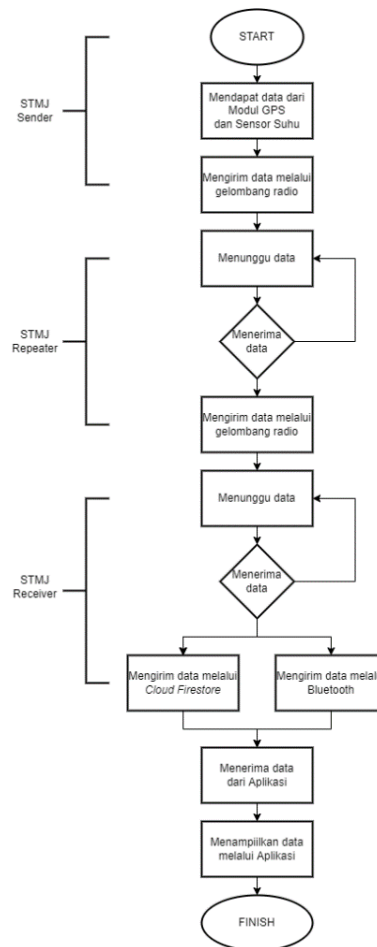 START
STMJ
Sender
Mendapat data dari
Modul GPS
dan Sensor Suhu
Mengirim data melalui
gelombang radio
Menunggu data
STMJ
Repeater
Menerima
data
Mengirim data melalui
gelombang radio
Menunggu data
STMJ
Receiver
Menerima
data
Mengirim data melalui
Cloud Firestore
Mengirim data melalu
Bluetooth
Menerima data
dari Aplikasi
Menampiilkan data
melalui Aplikasi
FINISH